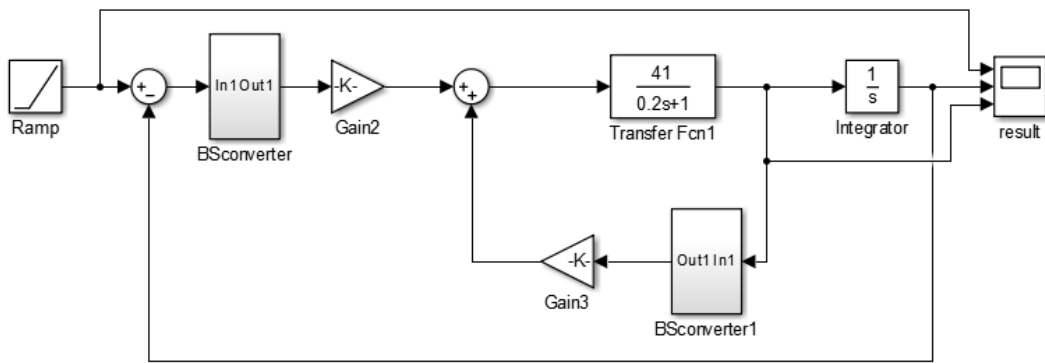 Ramp
+
−
In1 Out1
BSconverter
-K-
Gain2
+
+
41
0.2s+1
Transfer Fcn1
1
s
Integrator
result
-K-
Gain3
Out1 In1
BSconverter1